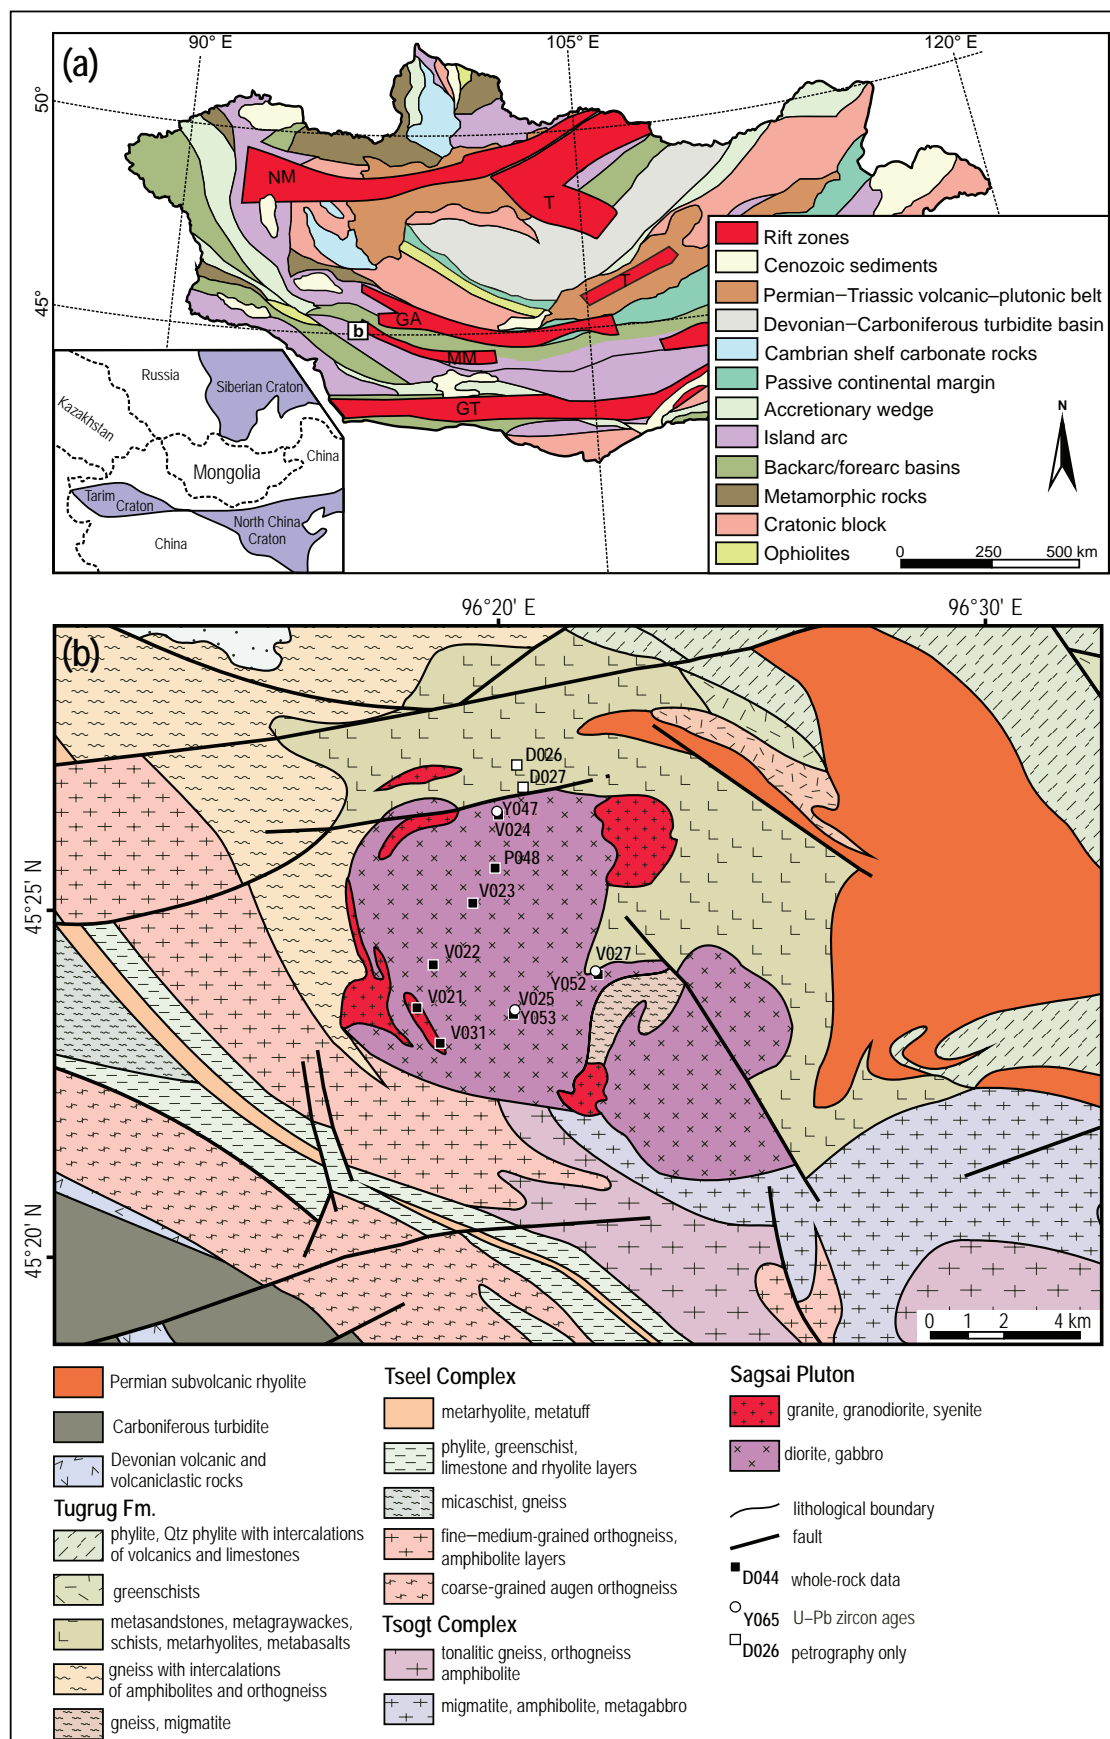 (a)
90° E
105° E
120° E
50°
45°
NM
T
T
GA
MM
GT
b
Rift zones
Cenozoic sediments
Permian–Triassic volcanic–plutonic belt
Devonian–Carboniferous turbidite basin
Cambrian shelf carbonate rocks
Passive continental margin
Accretionary wedge
Island arc
Backarc/forearc basins
Metamorphic rocks
Cratonic block
Ophiolites
N
0 250 500 km
Russia
Siberian Craton
Kazakhstan
Mongolia
China
Tarim
Craton
North China
Craton
China
96°20' E
96°30' E
(b)
45°25' N
45°20' N
D026
D027
Y047
V024
P048
V023
V022
V027
Y052
V021
V025
Y053
V031
0 1 2 4 km
Permian subvolcanic rhyolite
Carboniferous turbidite
Devonian volcanic and
volcaniclastic rocks
Tugrug Fm.
phylite, Qtz phylite with intercalations
of volcanics and limestones
greenschists
metasandstones, metagraywackes,
schists, metarhyolites, metabasalts
gneiss with intercalations
of amphibolites and orthogneiss
gneiss, migmatite
Tseel Complex
metarhyolite, metatuff
phylite, greenschist,
limestone and rhyolite layers
micaschist, gneiss
fine–medium-grained orthogneiss,
amphibolite layers
coarse-grained augen orthogneiss
Tsogt Complex
tonalitic gneiss, orthogneiss
amphibolite
migmatite, amphibolite, metagabbro
Sagsai Pluton
granite, granodiorite, syenite
diorite, gabbro
lithological boundary
fault
D044 whole-rock data
Y065 U–Pb zircon ages
D026 petrography only